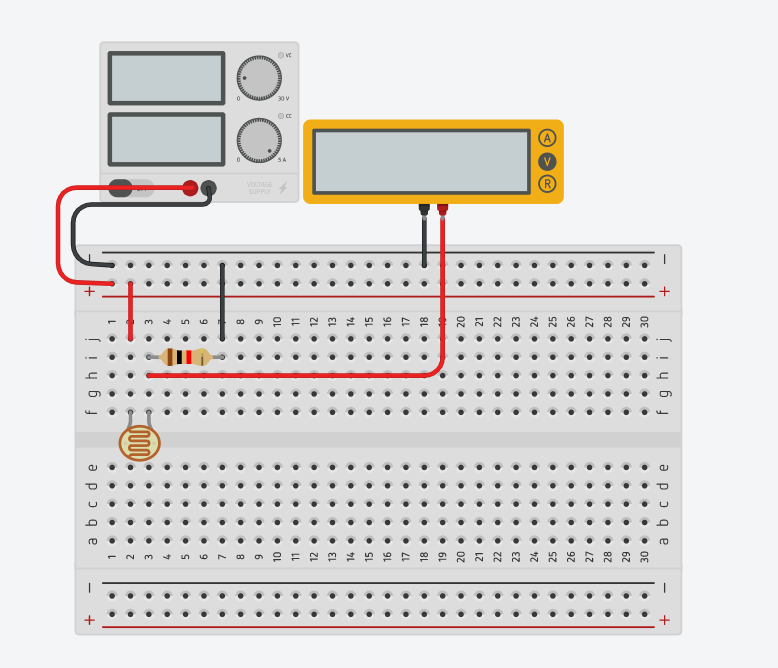 VC
0 30 V
CC
0 5 A
VOLTAGE
SUPPLY
A
V
R
− −
+ +
1 2 3 4 5 6 7 8 9 10 11 12 13 14 15 16 17 18 19 20 21 22 23 24 25 26 27 28 29 30
j j
i i
h h
g g
f f
e e
d d
c c
b b
a a
1 2 3 4 5 6 7 8 9 10 11 12 13 14 15 16 17 18 19 20 21 22 23 24 25 26 27 28 29 30
− −
+ +